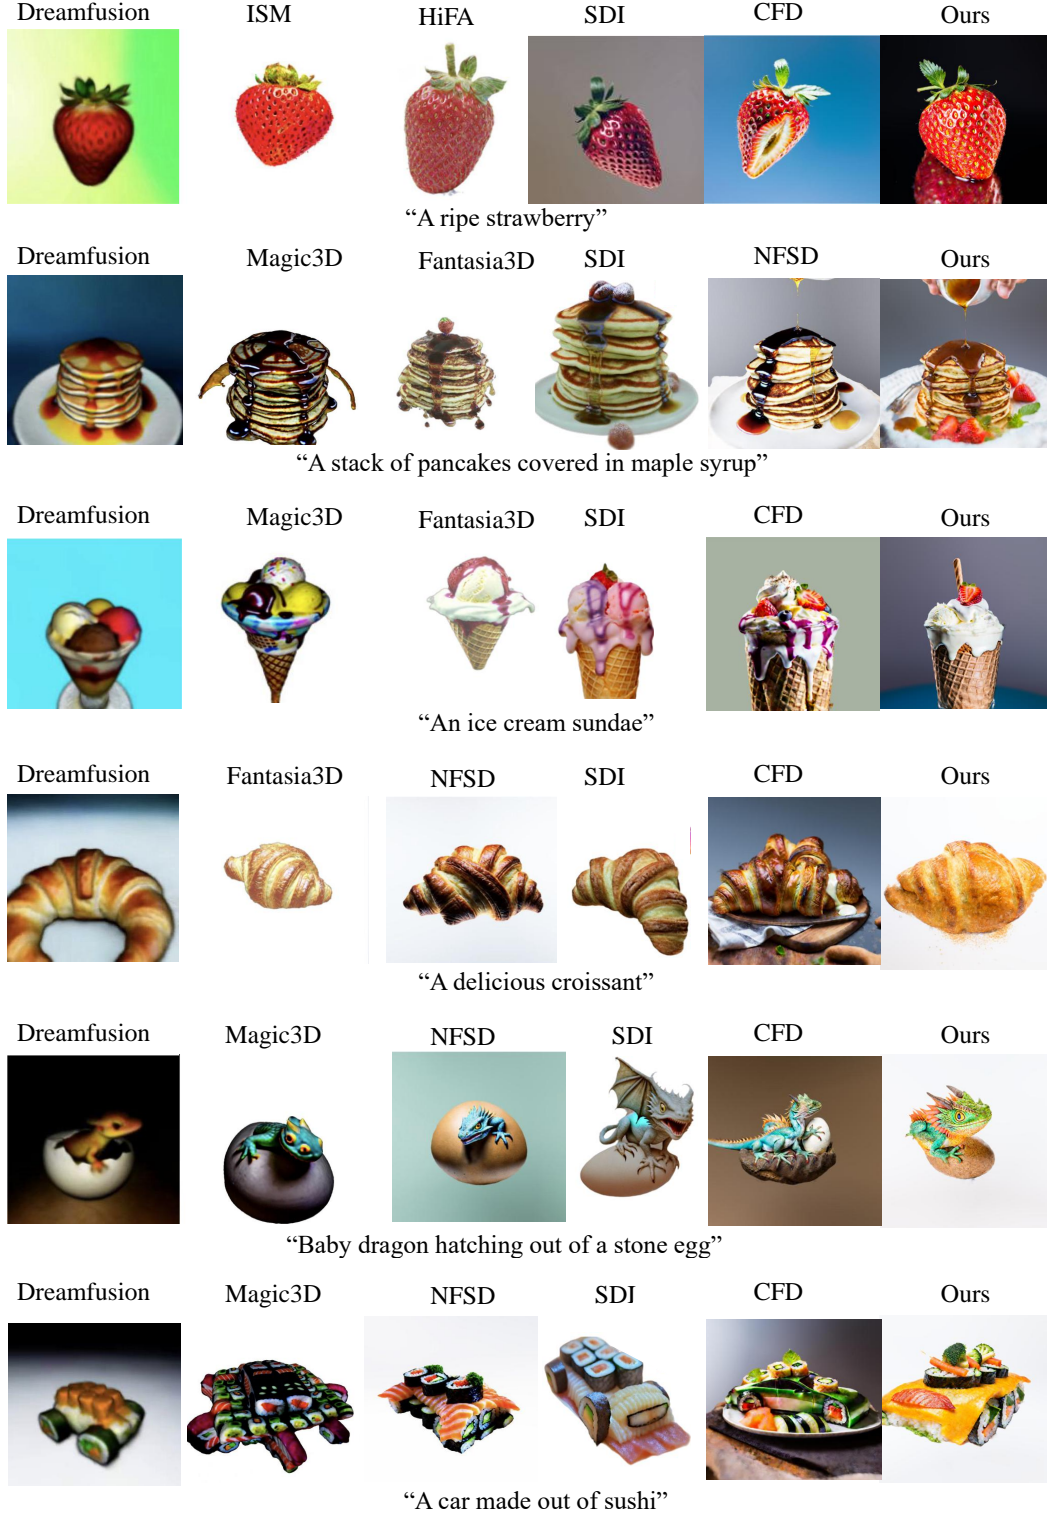 Dreamfusion ISM HiFA SDI CFD Ours
“A ripe strawberry”
Dreamfusion Magic3D Fantasia3D SDI NFSD Ours
“A stack of pancakes covered in maple syrup”
Dreamfusion Magic3D Fantasia3D SDI CFD Ours
“An ice cream sundae”
Dreamfusion Fantasia3D NFSD SDI CFD Ours
“A delicious croissant”
Dreamfusion Magic3D NFSD SDI CFD Ours
“Baby dragon hatching out of a stone egg”
Dreamfusion Magic3D NFSD SDI CFD Ours
“A car made out of sushi”